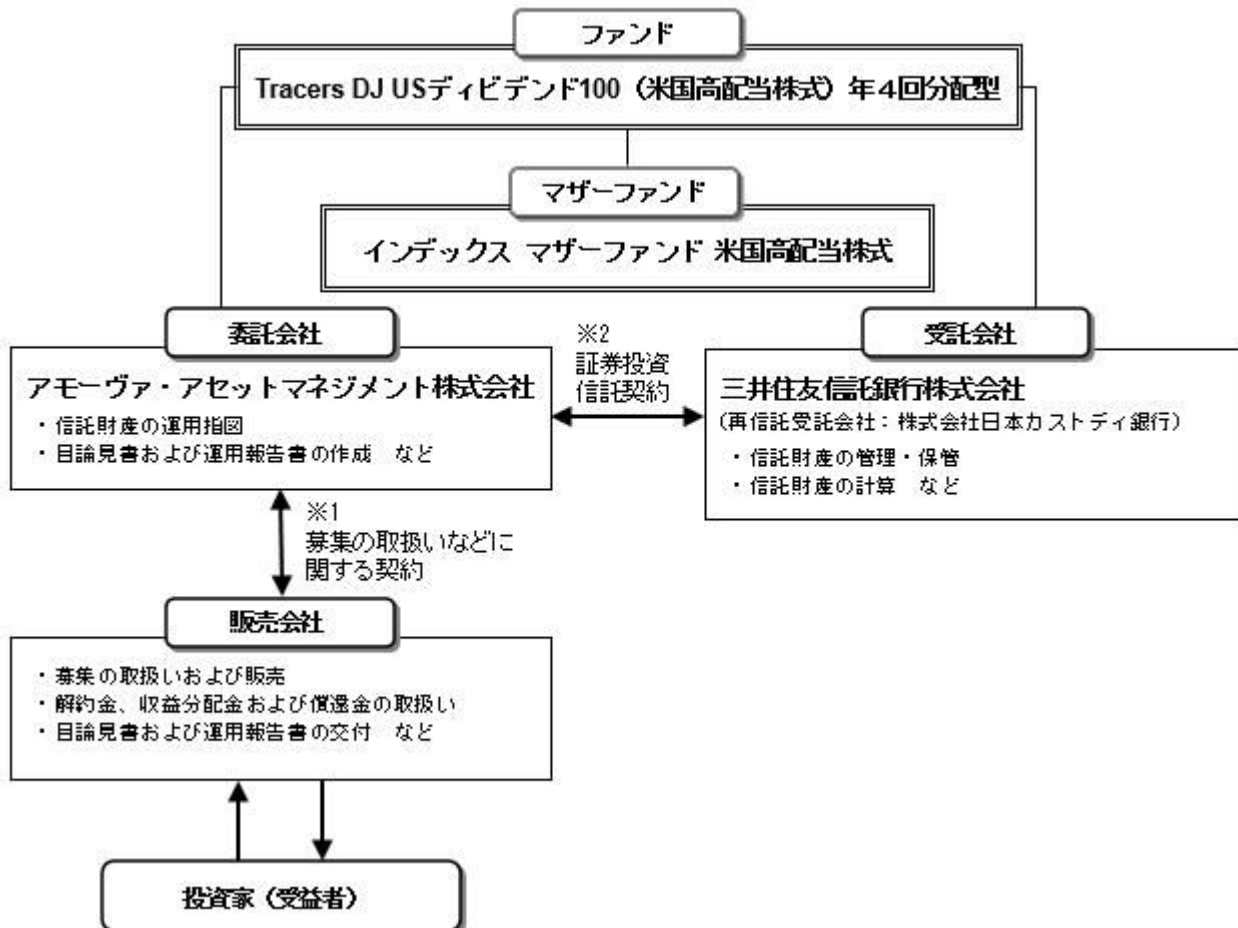 ファンド
Tracers DJ USディビデンド100（米国高配当株式）年４回分配型
マザーファンド
インデックス マザーファンド 米国高配当株式
委託会社
アモーヴァ・アセットマネジメント株式会社
・信託財産の運用指図
・目論見書および運用報告書の作成　など
※2
証券投資
信託契約
受託会社
三井住友信託銀行株式会社
(再信託受託会社：株式会社日本カストディ銀行)
・信託財産の管理・保管
・信託財産の計算　など
※1
募集の取扱いなどに
関する契約
販売会社
・募集の取扱いおよび販売
・解約金、収益分配金および償還金の取扱い
・目論見書および運用報告書の交付　など
投資家（受益者）